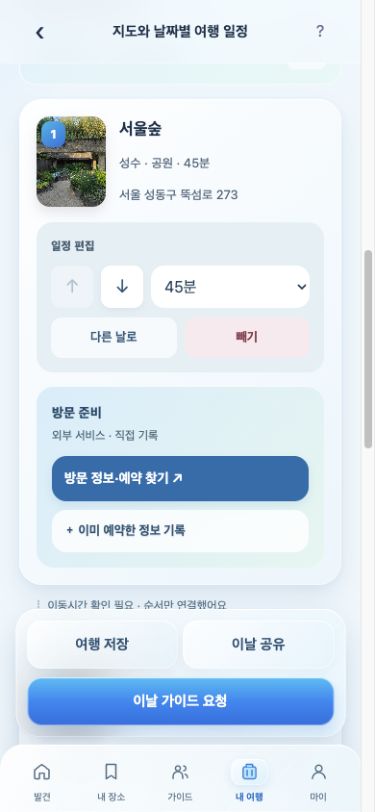 지도와 날짜별 여행 일정
?
1
서울숲
성수 · 공원 · 45분
서울 성동구 뚝섬로 273
일정 편집
↑ ↓ 45분
다른 날로 빼기
방문 준비
외부 서비스 · 직접 기록
방문 정보·예약 찾기 ↗
+ 이미 예약한 정보 기록
이동시간 확인 필요 · 순서만 연결했어요
여행 저장 이날 공유
이날 가이드 요청
발견 내 장소 가이드 내 여행 마이